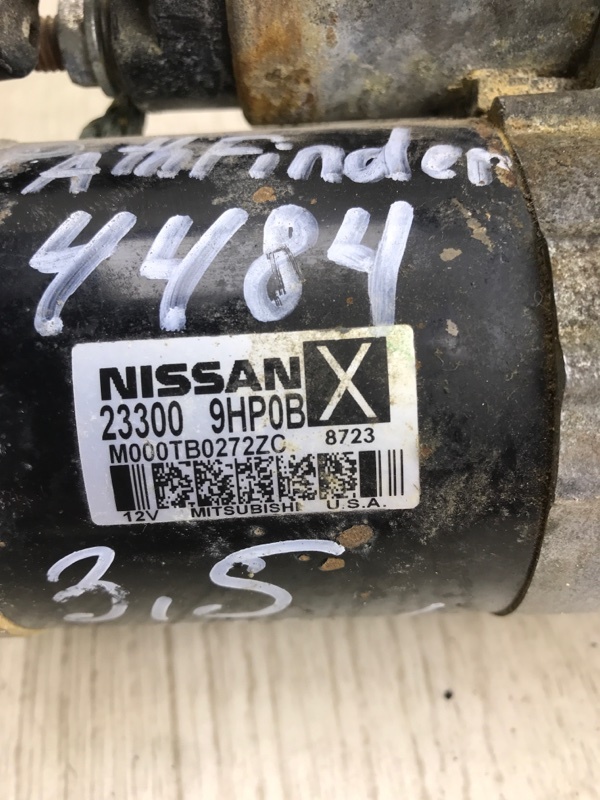 PAthFinder
4484
NISSAN X
23300 9HP0B
M000TB0272ZC 8723
12V MITSUBISHI U.S.A.
3,5